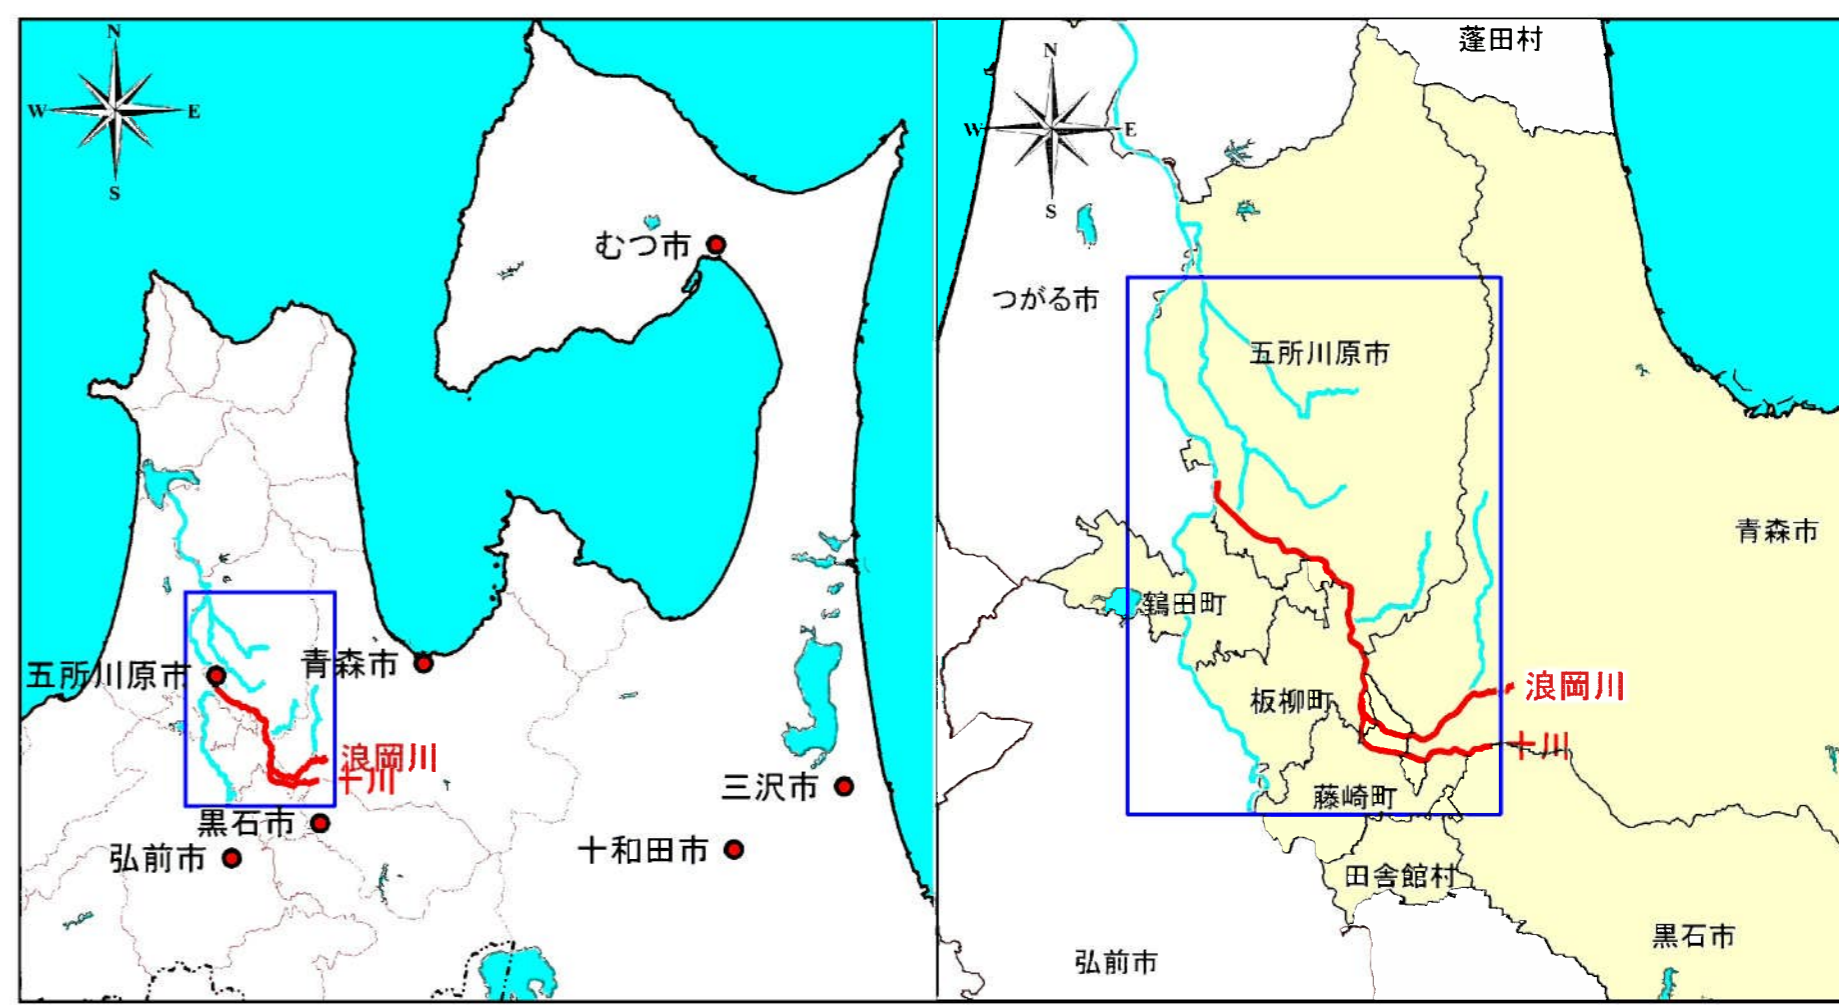 N
W
E
S
むつ市
五所川原市
青森市
浪岡川
十川
黒石市
弘前市
三沢市
十和田市
蓬田村
N
W
E
S
つがる市
五所川原市
青森市
鶴田町
板柳町
浪岡川
十川
藤崎町
田舎館村
黒石市
弘前市